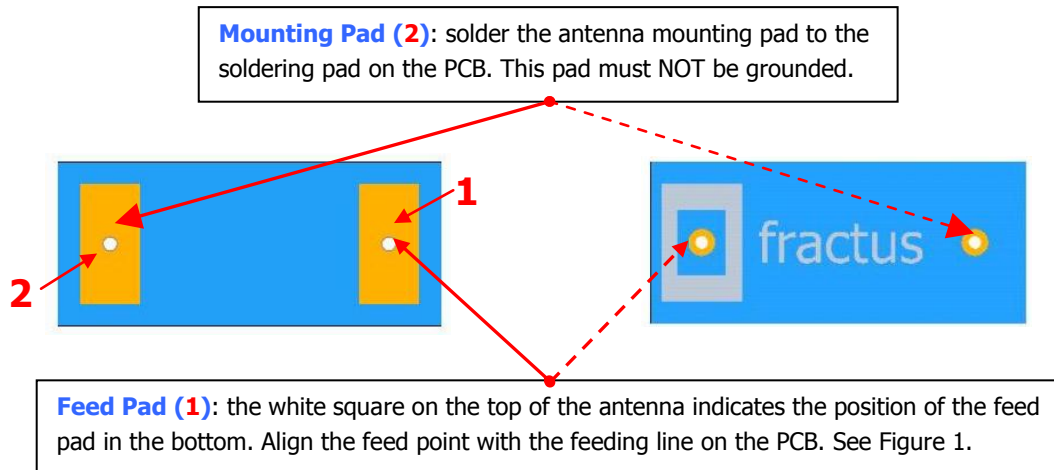 Mounting Pad (2): solder the antenna mounting pad to the
soldering pad on the PCB. This pad must NOT be grounded.
1
2
fractus
Feed Pad (1): the white square on the top of the antenna indicates the position of the feed
pad in the bottom. Align the feed point with the feeding line on the PCB. See Figure 1.